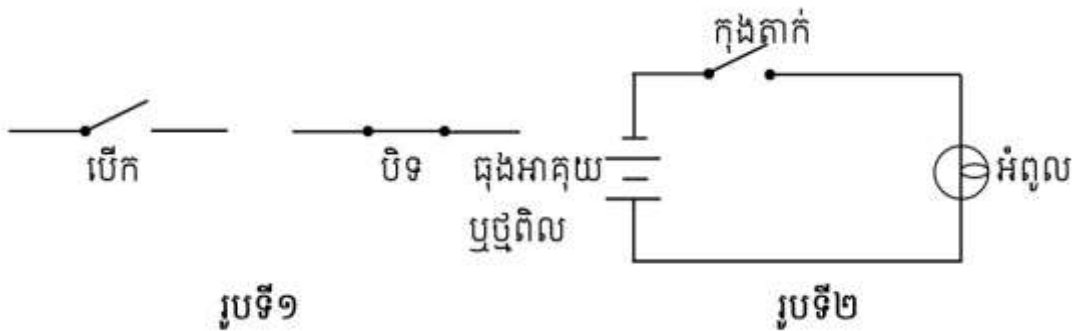 កុងតាក់
បើក
បិទ
ធុងអាគុយ
ឬថ្មពិល
អំពូល
រូបទី១
រូបទី២